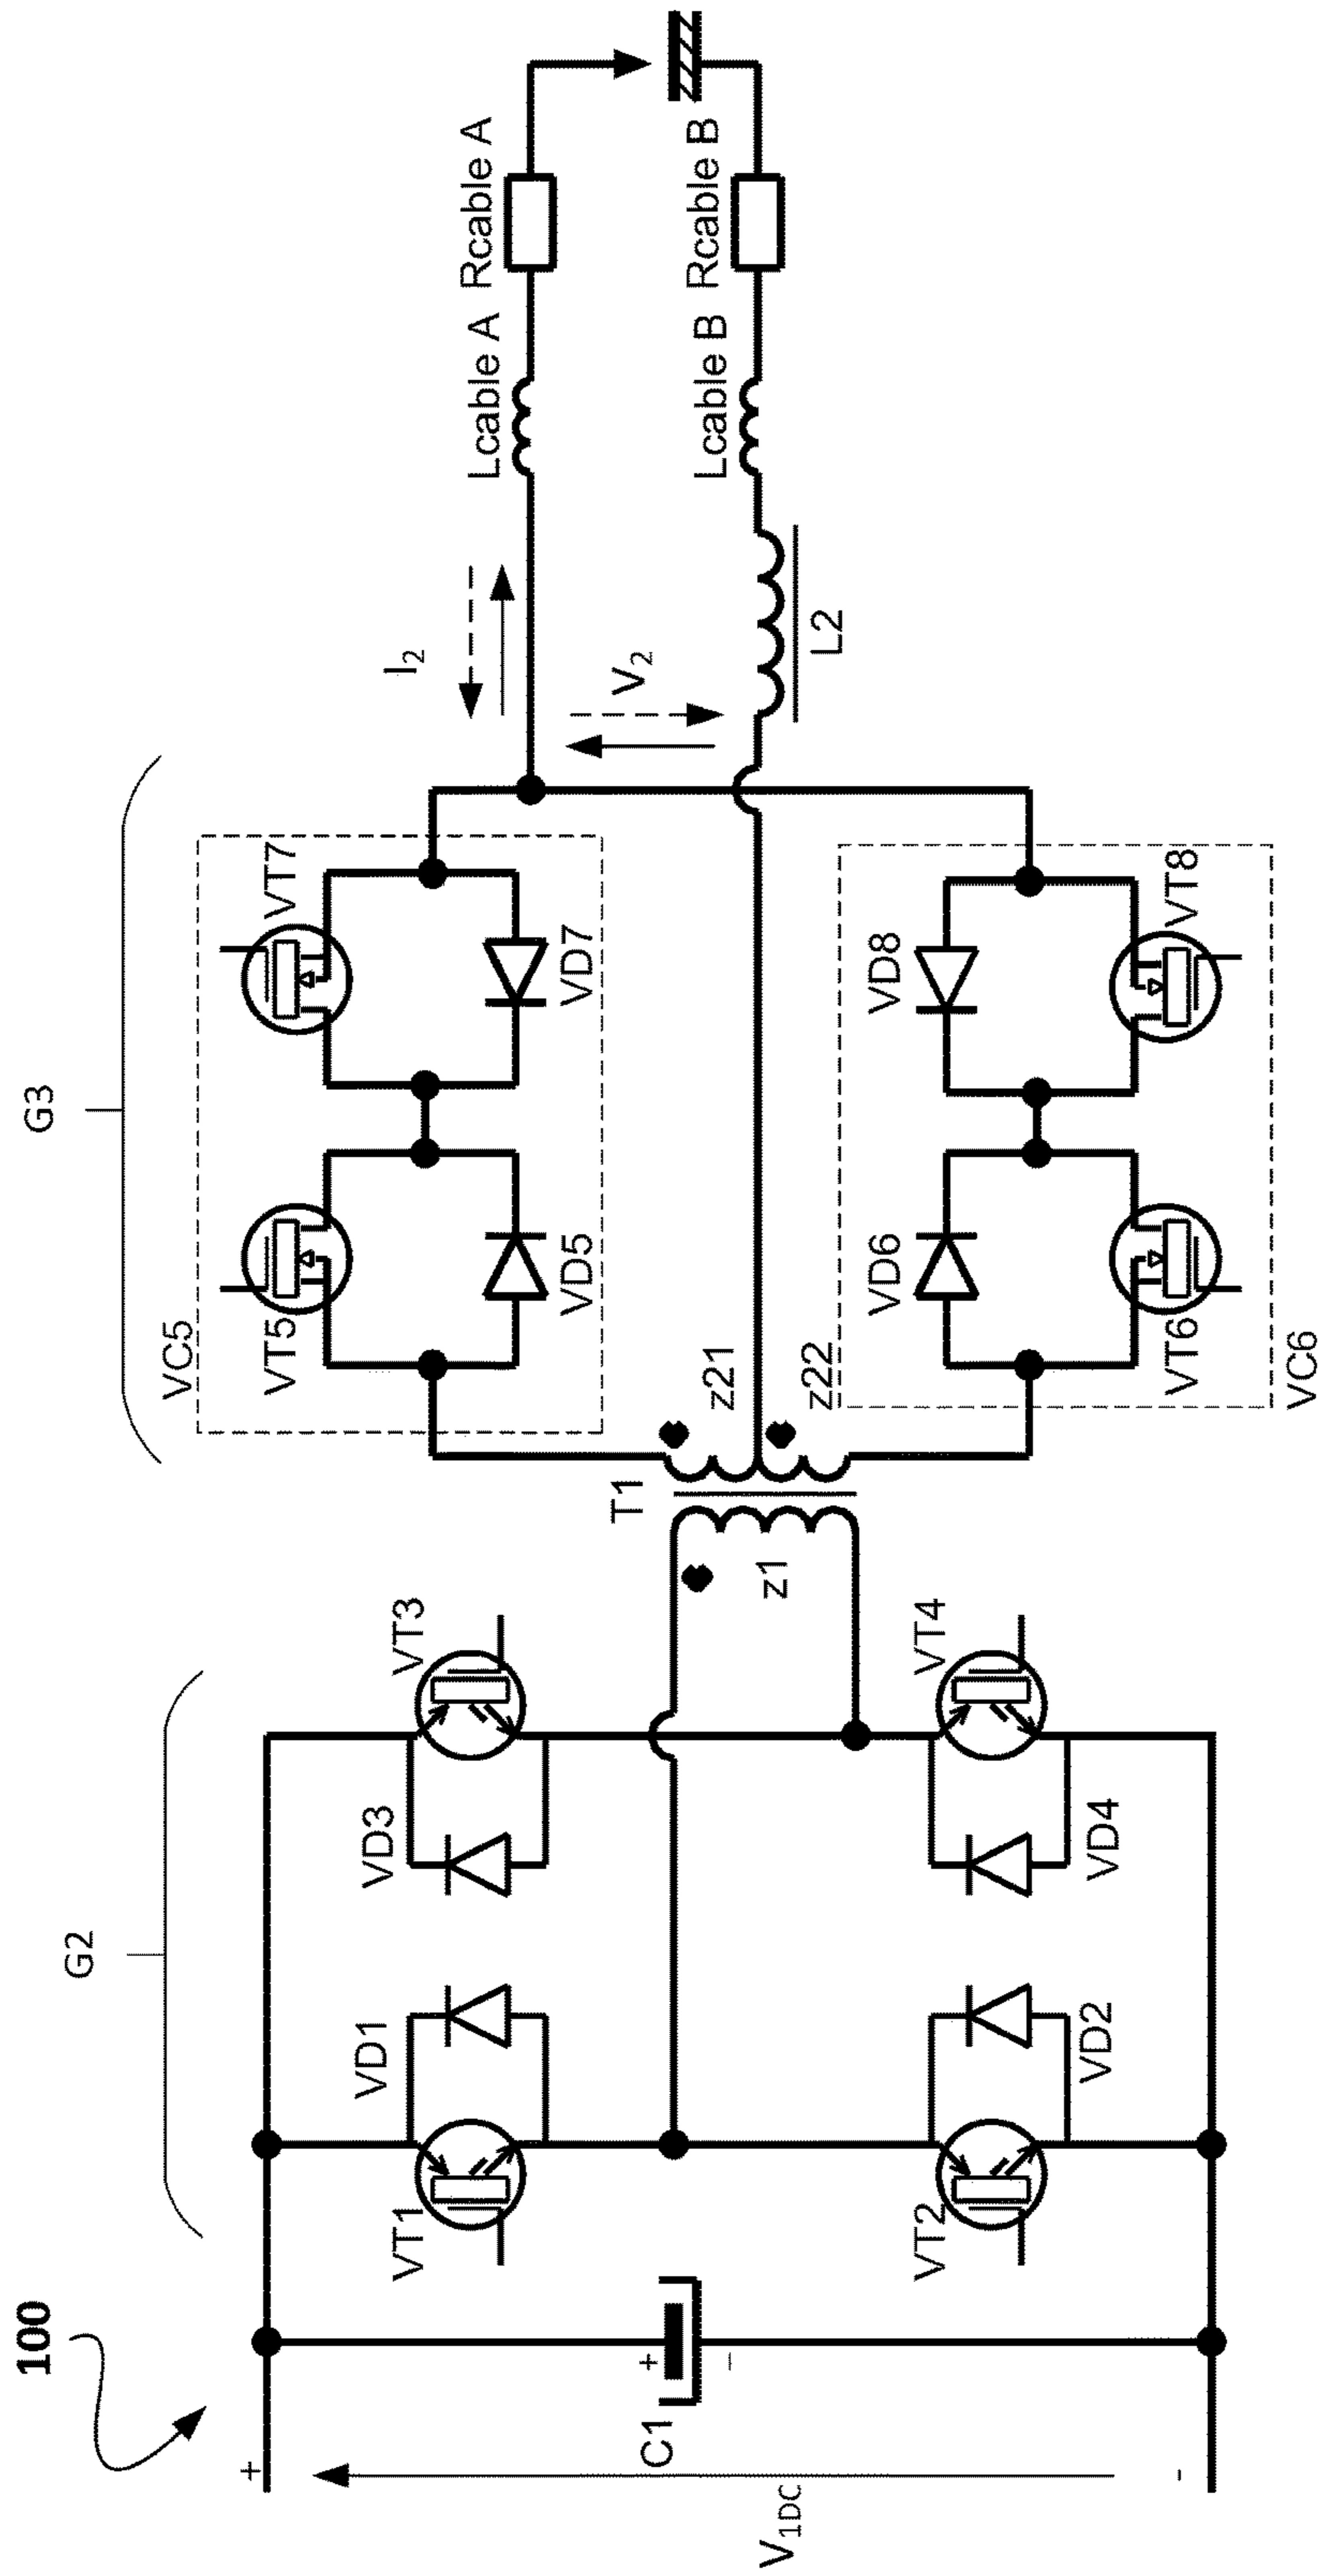 100
G2
G3
+
-
V1DC
C1
+
−
VT1
VD1
VD3
VT3
VT2
VD2
VD4
VT4
T1
z1
z21
z22
VC5
VT5
VT7
VD5
VD7
VD6
VD8
VT6
VT8
VC6
I2
V2
L2
Lcable A
Rcable A
Lcable B
Rcable B